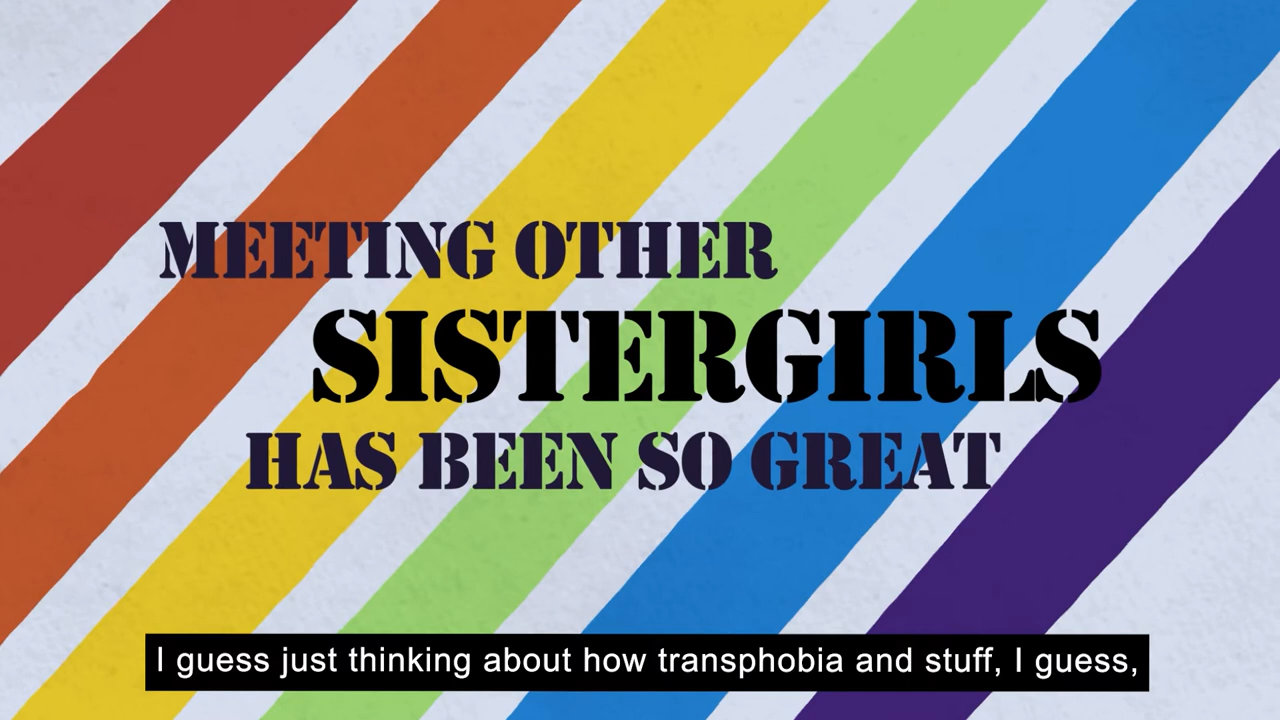 MEETING OTHER
SISTERGIRLS
HAS BEEN SO GREAT
I guess just thinking about how transphobia and stuff, I guess,